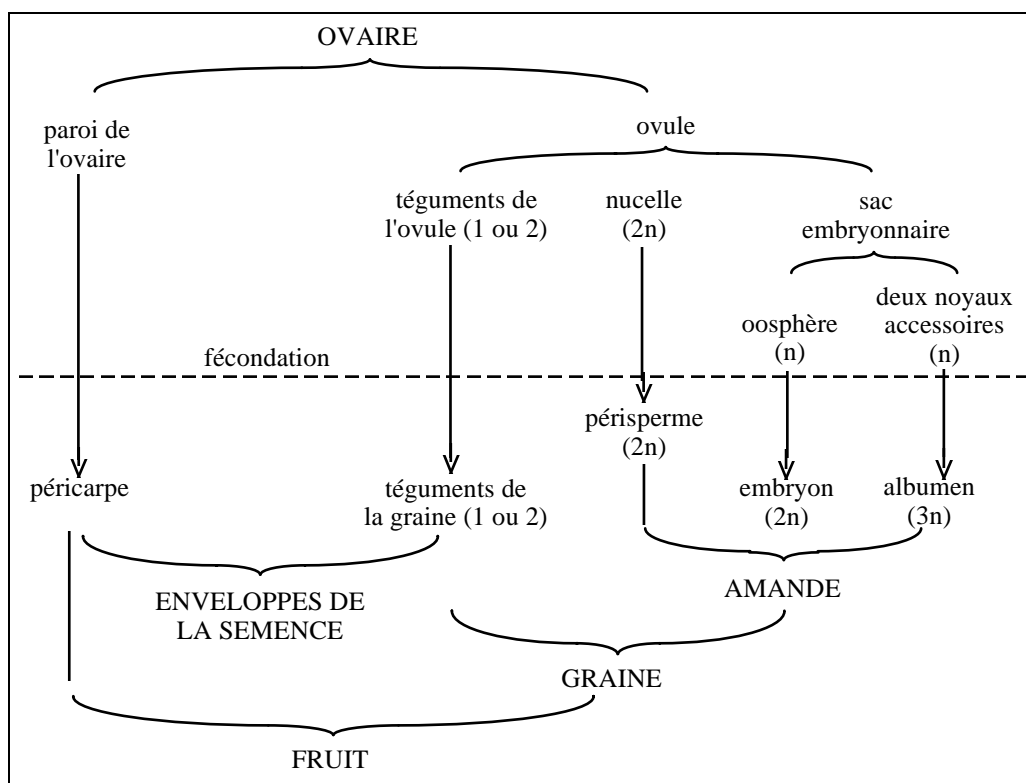 OVAIRE
paroi de
l'ovaire
ovule
téguments de
l'ovule (1 ou 2)
nucelle
(2n)
sac
embryonnaire
oosphère
(n)
deux noyaux
accessoires
(n)
fécondation
périsperme
(2n)
péricarpe
téguments de
la graine (1 ou 2)
embryon
(2n)
albumen
(3n)
ENVELOPPES DE
LA SEMENCE
AMANDE
GRAINE
FRUIT